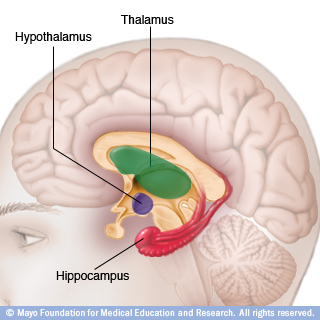 Thalamus
Hypothalamus
Hippocampus
© Mayo Foundation for Medical Education and Research. All rights reserved.